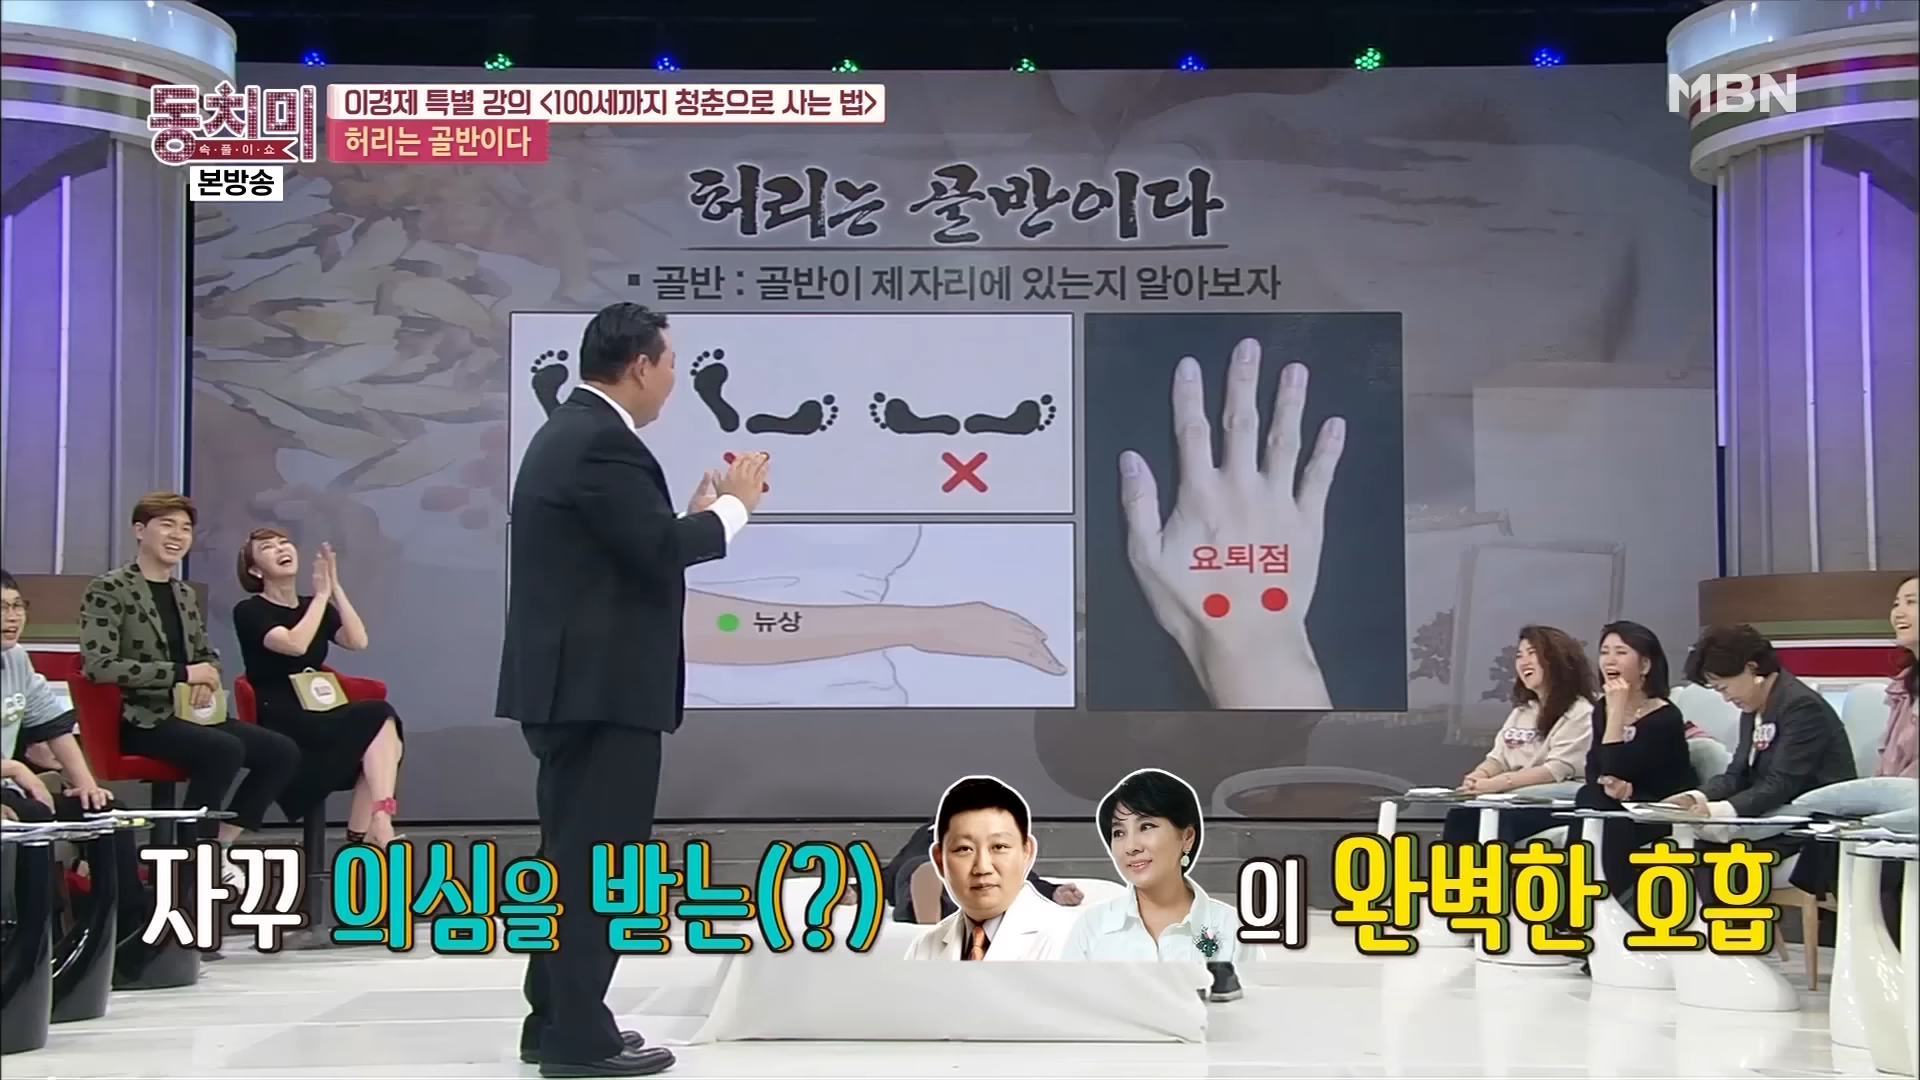 동치미
속·풀·이·쇼
본방송
이경제 특별 강의 <100세까지 청춘으로 사는 법>
허리는 골반이다
MBN
허리는 골반이다
▪ 골반 : 골반이 제자리에 있는지 알아보자
요퇴점
뉴상
자꾸 의심을 받는(?) 의 완벽한 호흡